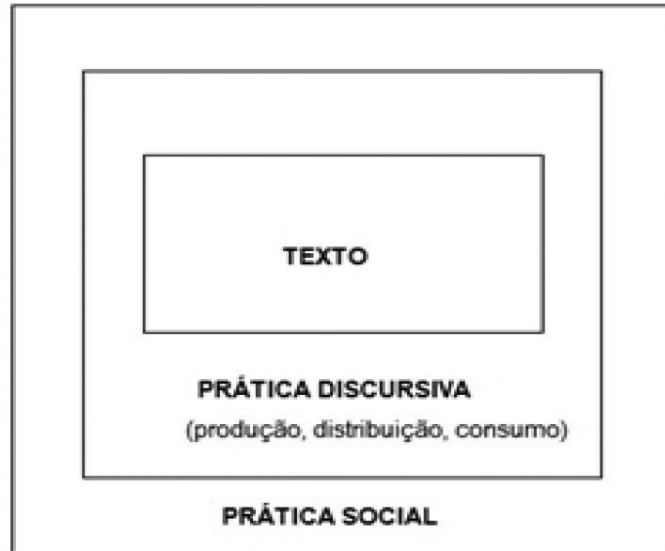 TEXTO
PRÁTICA DISCURSIVA
(produção, distribuição, consumo)
PRÁTICA SOCIAL